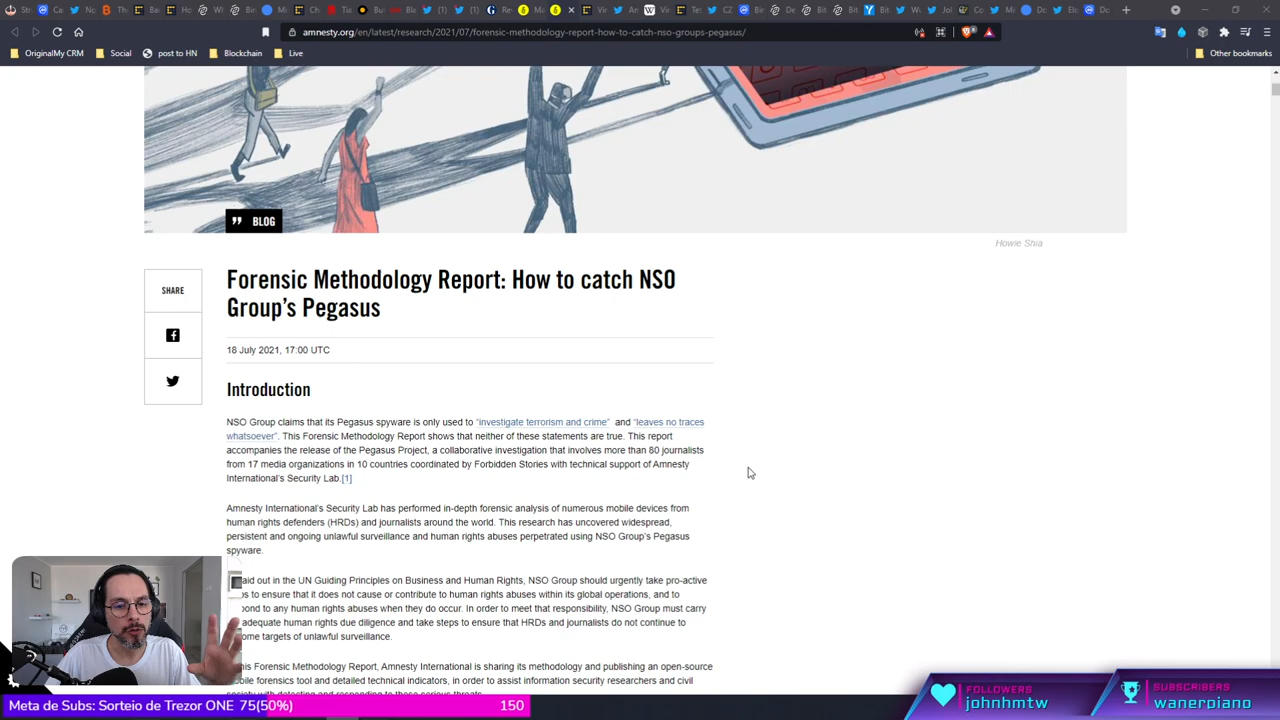 amnesty.org/en/latest/research/2021/07/forensic-methodology-report-how-to-catch-nso-groups-pegasus/
OriginalMy CRM
Social
post to HN
Blockchain
Live
Other bookmarks
BLOG
Howie Shia
SHARE
Forensic Methodology Report: How to catch NSO
Group's Pegasus
18 July 2021, 17:00 UTC
Introduction
NSO Group claims that its Pegasus spyware is only used to “investigate terrorism and crime” and “leaves no traces
whatsoever”. This Forensic Methodology Report shows that neither of these statements are true. This report
accompanies the release of the Pegasus Project, a collaborative investigation that involves more than 80 journalists
from 17 media organizations in 10 countries coordinated by Forbidden Stories with technical support of Amnesty
International's Security Lab.[1]
Amnesty International's Security Lab has performed in-depth forensic analysis of numerous mobile devices from
human rights defenders (HRDs) and journalists around the world. This research has uncovered widespread,
persistent and ongoing unlawful surveillance and human rights abuses perpetrated using NSO Group's Pegasus
spyware.
aid out in the UN Guiding Principles on Business and Human Rights, NSO Group should urgently take pro-active
ps to ensure that it does not cause or contribute to human rights abuses within its global operations, and to
pond to any human rights abuses when they do occur. In order to meet that responsibility, NSO Group must carry
adequate human rights due diligence and take steps to ensure that HRDs and journalists do not continue to
ome targets of unlawful surveillance.
his Forensic Methodology Report, Amnesty International is sharing its methodology and publishing an open-source
bile forensics tool and detailed technical indicators, in order to assist information security researchers and civil
society with detecting and responding to these serious threats.
Meta de Subs: Sorteio de Trezor ONE 75(50%)
150
FOLLOWERS
johnhmtw
SUBSCRIBERS
wanerpiano